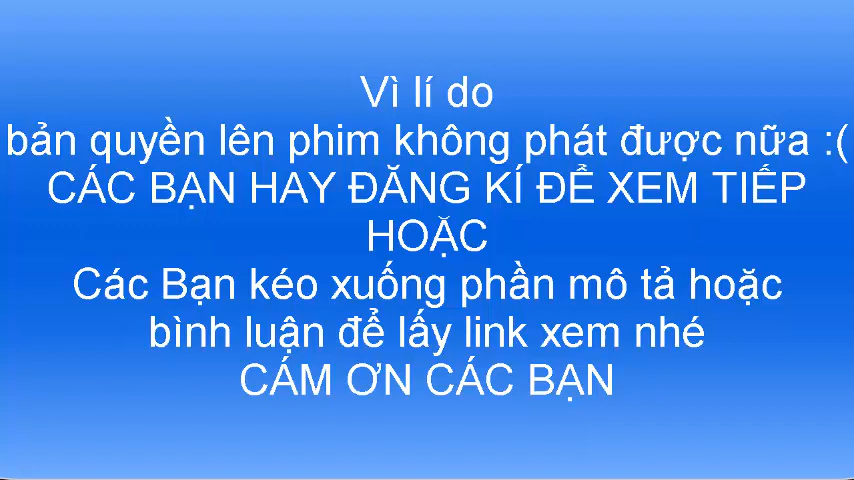 Vì lí do
bản quyền lên phim không phát được nữa :(
CÁC BẠN HAY ĐĂNG KÍ ĐỂ XEM TIẾP
HOẶC
Các Bạn kéo xuống phần mô tả hoặc
bình luận để lấy link xem nhé
CÁM ƠN CÁC BẠN